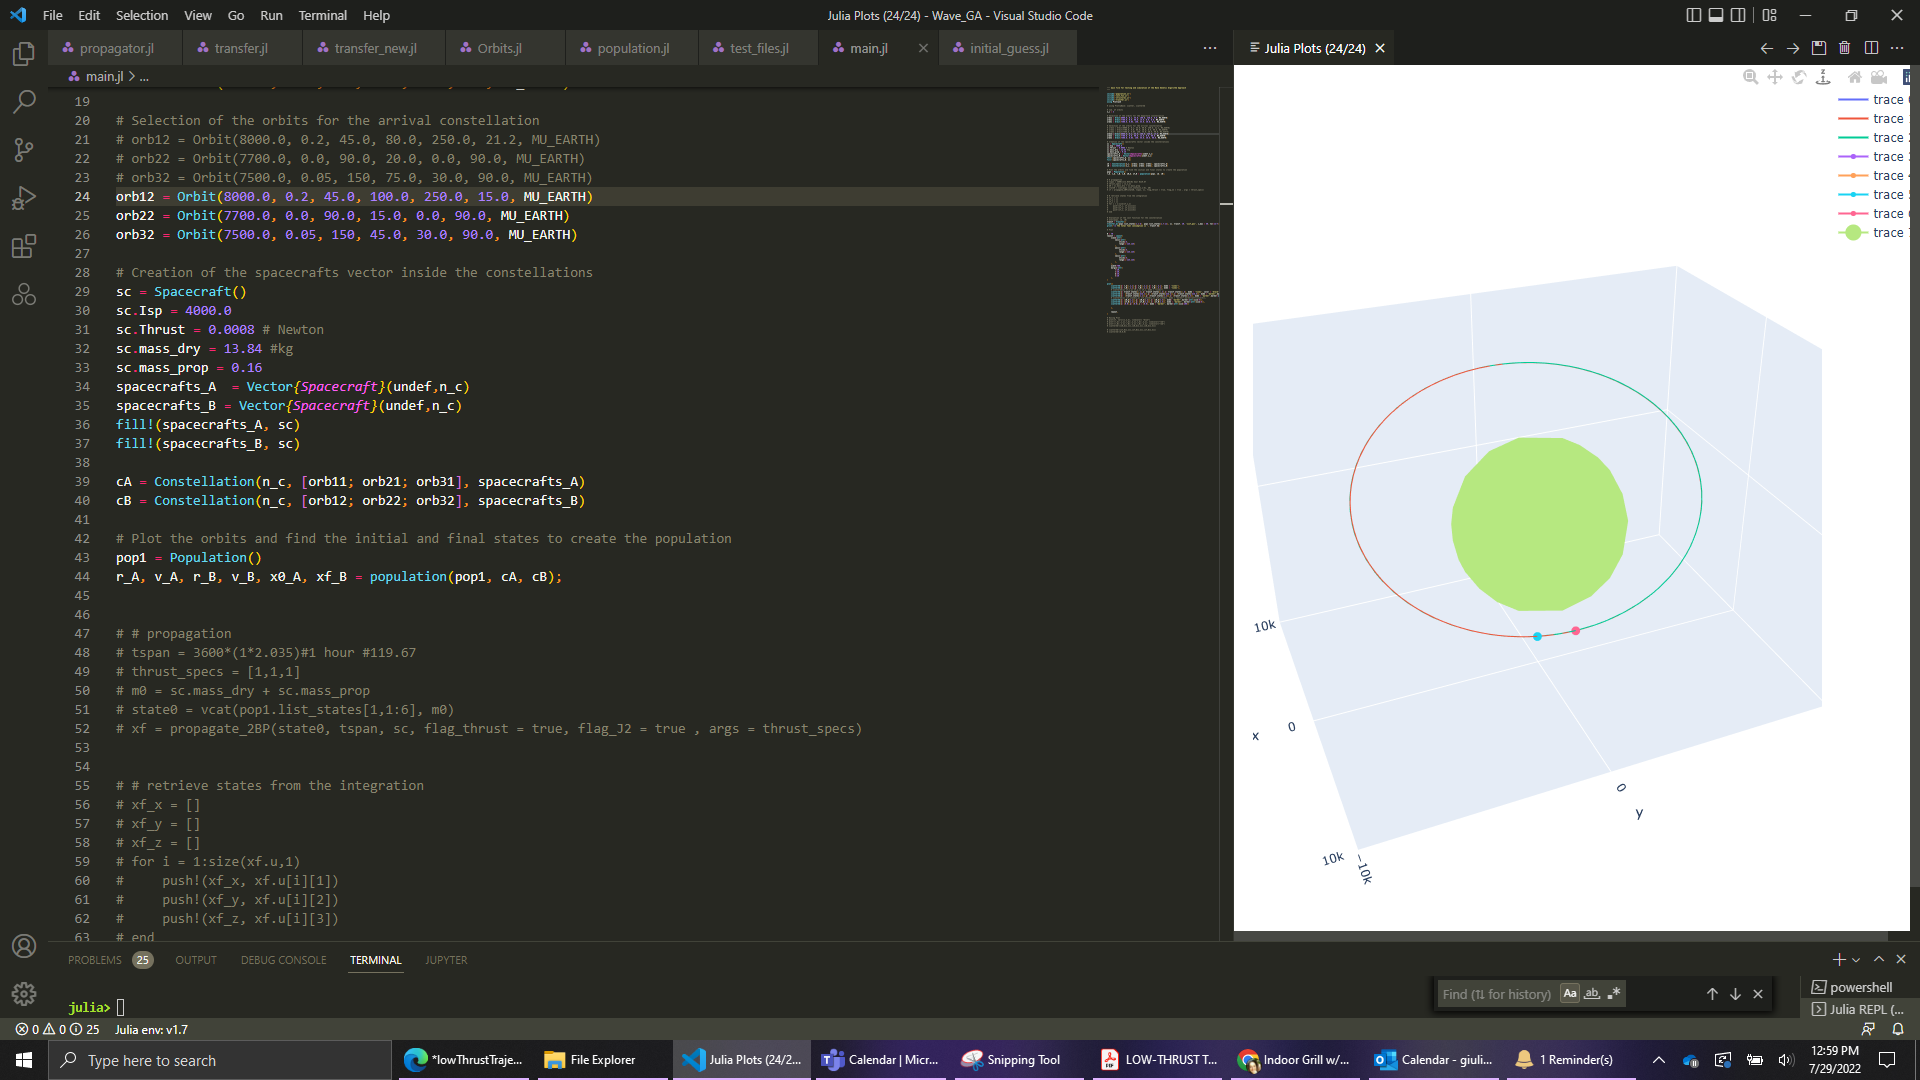 File Edit Selection View Go Run Terminal Help
Julia Plots (24/24) - Wave_GA - Visual Studio Code
propagator.jl transfer.jl transfer_new.jl Orbits.jl population.jl test_files.jl main.jl initial_guess.jl
Julia Plots (24/24)
main.jl > ...
19
20 # Selection of the orbits for the arrival constellation
21 # orb12 = Orbit(8000.0, 0.2, 45.0, 80.0, 250.0, 21.2, MU_EARTH)
22 # orb22 = Orbit(7700.0, 0.0, 90.0, 20.0, 0.0, 90.0, MU_EARTH)
23 # orb32 = Orbit(7500.0, 0.05, 150, 75.0, 30.0, 90.0, MU_EARTH)
24 orb12 = Orbit(8000.0, 0.2, 45.0, 100.0, 250.0, 15.0, MU_EARTH)
25 orb22 = Orbit(7700.0, 0.0, 90.0, 15.0, 0.0, 90.0, MU_EARTH)
26 orb32 = Orbit(7500.0, 0.05, 150, 45.0, 30.0, 90.0, MU_EARTH)
27
28 # Creation of the spacecrafts vector inside the constellations
29 sc = Spacecraft()
30 sc.Isp = 4000.0
31 sc.Thrust = 0.0008 # Newton
32 sc.mass_dry = 13.84 #kg
33 sc.mass_prop = 0.16
34 spacecrafts_A  = Vector{Spacecraft}(undef,n_c)
35 spacecrafts_B = Vector{Spacecraft}(undef,n_c)
36 fill!(spacecrafts_A, sc)
37 fill!(spacecrafts_B, sc)
38
39 cA = Constellation(n_c, [orb11; orb21; orb31], spacecrafts_A)
40 cB = Constellation(n_c, [orb12; orb22; orb32], spacecrafts_B)
41
42 # Plot the orbits and find the initial and final states to create the population
43 pop1 = Population()
44 r_A, v_A, r_B, v_B, x0_A, xf_B = population(pop1, cA, cB);
45
46
47 # # propagation
48 # tspan = 3600*(1*2.035)#1 hour #119.67
49 # thrust_specs = [1,1,1]
50 # m0 = sc.mass_dry + sc.mass_prop
51 # state0 = vcat(pop1.list_states[1,1:6], m0)
52 # xf = propagate_2BP(state0, tspan, sc, flag_thrust = true, flag_J2 = true , args = thrust_specs)
53
54
55 # # retrieve states from the integration
56 # xf_x = []
57 # xf_y = []
58 # xf_z = []
59 # for i = 1:size(xf.u,1)
60 #     push!(xf_x, xf.u[i][1])
61 #     push!(xf_y, xf.u[i][2])
62 #     push!(xf_z, xf.u[i][3])
63 # end
trace
trace
trace
trace
trace
trace
trace
trace
10k
0
x
10k
−10k
0
y
PROBLEMS 25 OUTPUT DEBUG CONSOLE TERMINAL JUPYTER
julia>
Find (⇅ for history) Aa ab .*
powershell
Julia REPL (...
0 0 25 Julia env: v1.7
Type here to search
*lowThrustTraje...
File Explorer
Julia Plots (24/2...
Calendar | Micr...
Snipping Tool
LOW-THRUST T...
Indoor Grill w/...
Calendar - giuli...
1 Reminder(s)
12:59 PM
7/29/2022